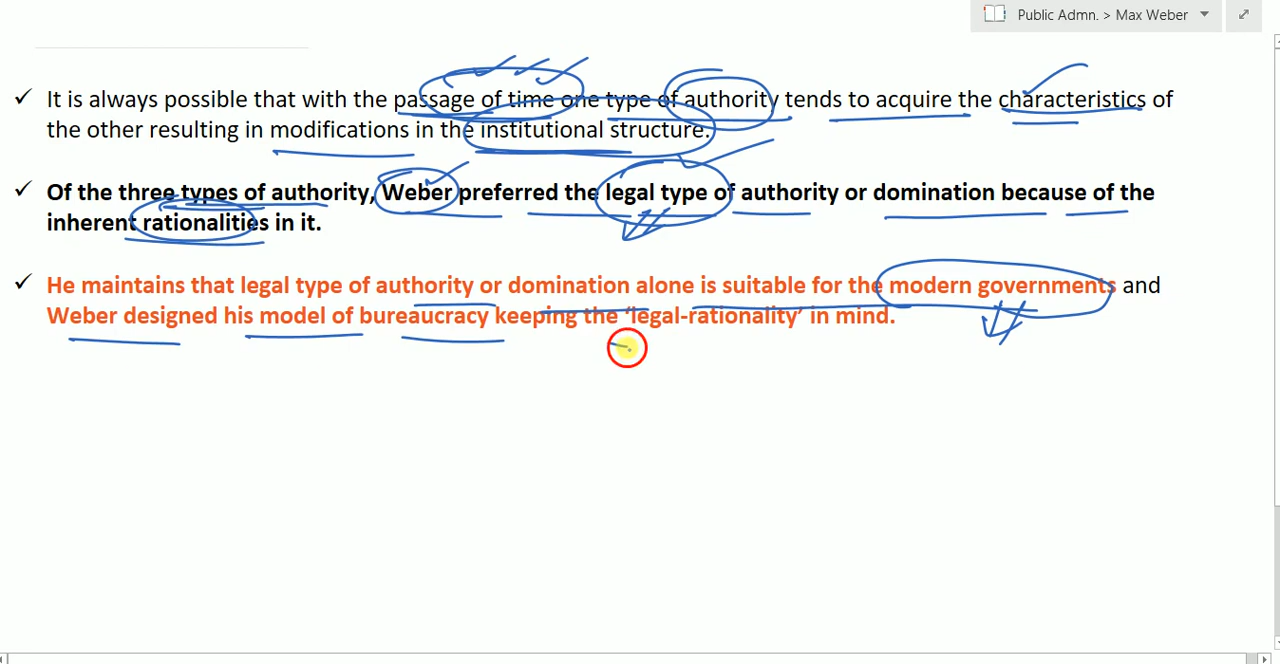 Public Admn. > Max Weber
It is always possible that with the passage of time one type of authority tends to acquire the characteristics of
the other resulting in modifications in the institutional structure.
Of the three types of authority, Weber preferred the legal type of authority or domination because of the
inherent rationalities in it.
He maintains that legal type of authority or domination alone is suitable for the modern governments and
Weber designed his model of bureaucracy keeping the 'legal-rationality' in mind.